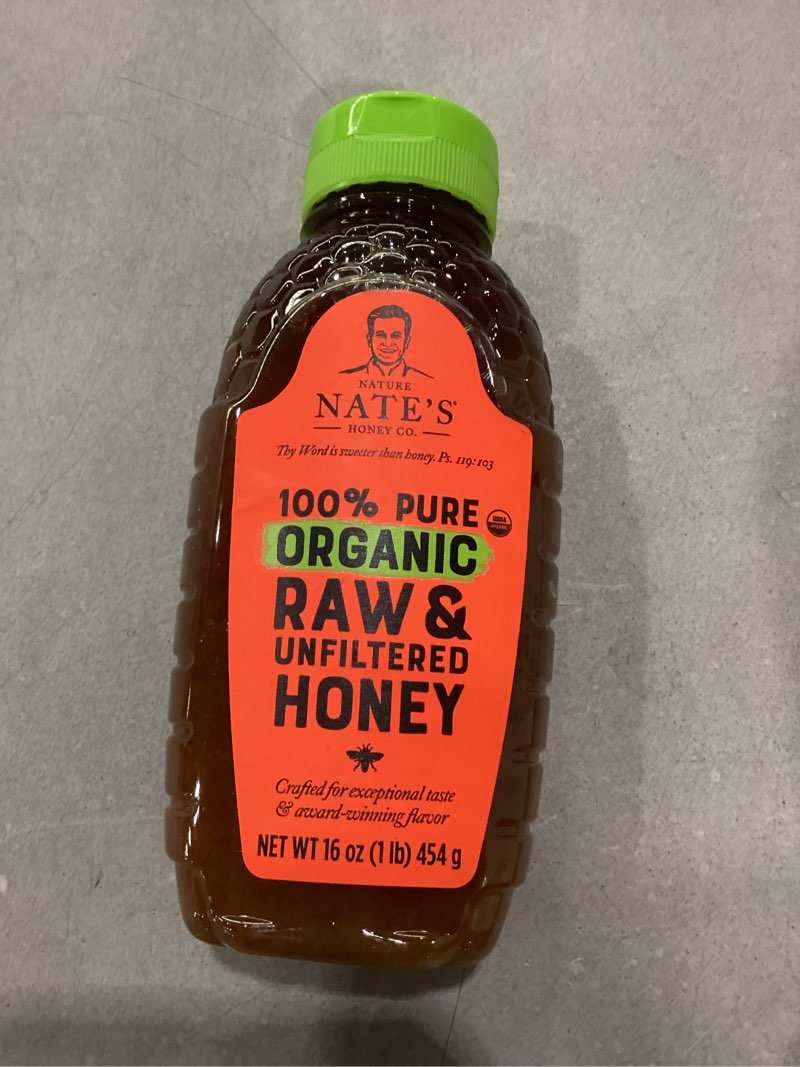 NATURE
NATE'S®
HONEY CO.
Thy Word is sweeter than honey. Ps. 119:103
100% PURE
USDA
ORGANIC
ORGANIC
RAW &
UNFILTERED
HONEY
Crafted for exceptional taste
& award-winning flavor
NET WT 16 oz (1 lb) 454 g